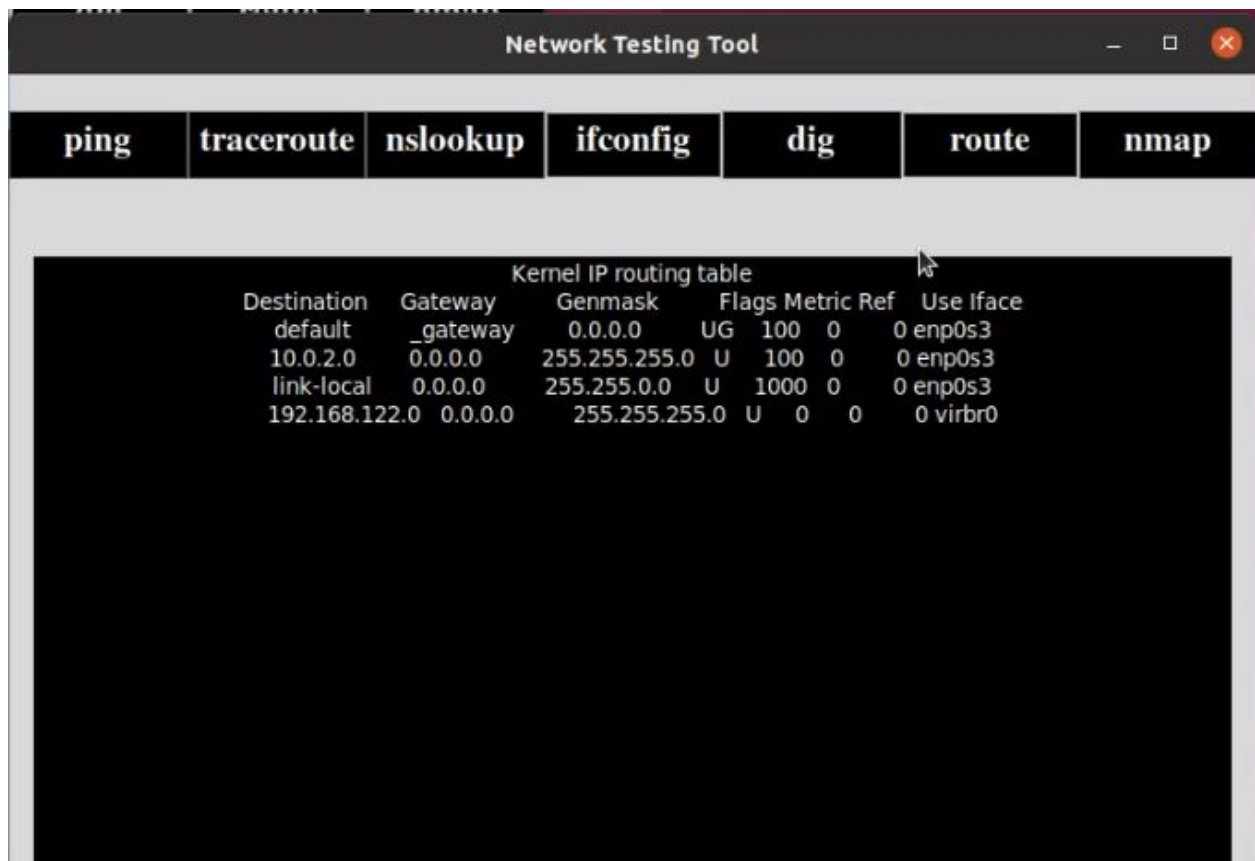 Network Testing Tool
ping traceroute nslookup ifconfig dig route nmap
Kernel IP routing table
Destination Gateway Genmask Flags Metric Ref Use Iface
default _gateway 0.0.0.0 UG 100 0 0 enp0s3
10.0.2.0 0.0.0.0 255.255.255.0 U 100 0 0 enp0s3
link-local 0.0.0.0 255.255.0.0 U 1000 0 0 enp0s3
192.168.122.0 0.0.0.0 255.255.255.0 U 0 0 0 virbr0